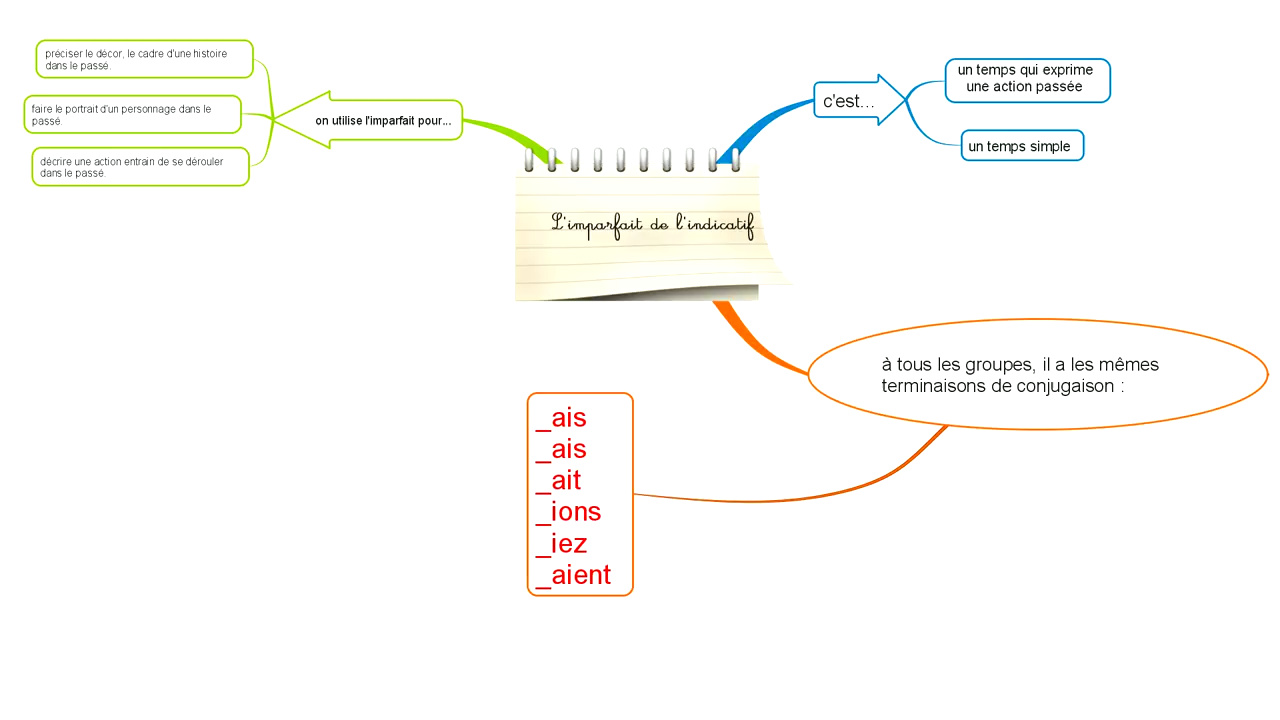 préciser le décor, le cadre d'une histoire
dans le passé.
faire le portrait d'un personnage dans le
passé.
décrire une action entrain de se dérouler
dans le passé.
on utilise l'imparfait pour...
L'imparfait de l'indicatif
c'est...
un temps qui exprime
une action passée
un temps simple
à tous les groupes, il a les mêmes
terminaisons de conjugaison :
_ais
_ais
_ait
_ions
_iez
_aient